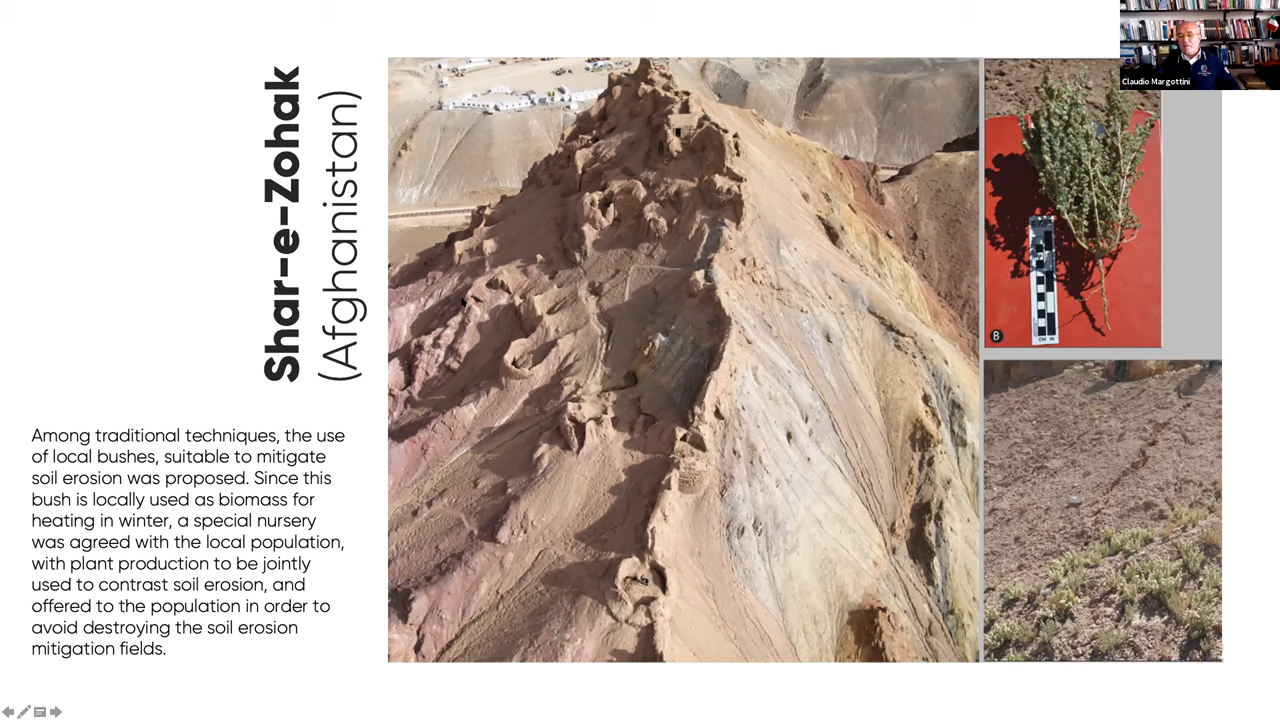 Shar-e-Zohak
(Afghanistan)
Among traditional techniques, the use
of local bushes, suitable to mitigate
soil erosion was proposed. Since this
bush is locally used as biomass for
heating in winter, a special nursery
was agreed with the local population,
with plant production to be jointly
used to contrast soil erosion, and
offered to the population in order to
avoid destroying the soil erosion
mitigation fields.
Claudio Margottini
B
CM IN